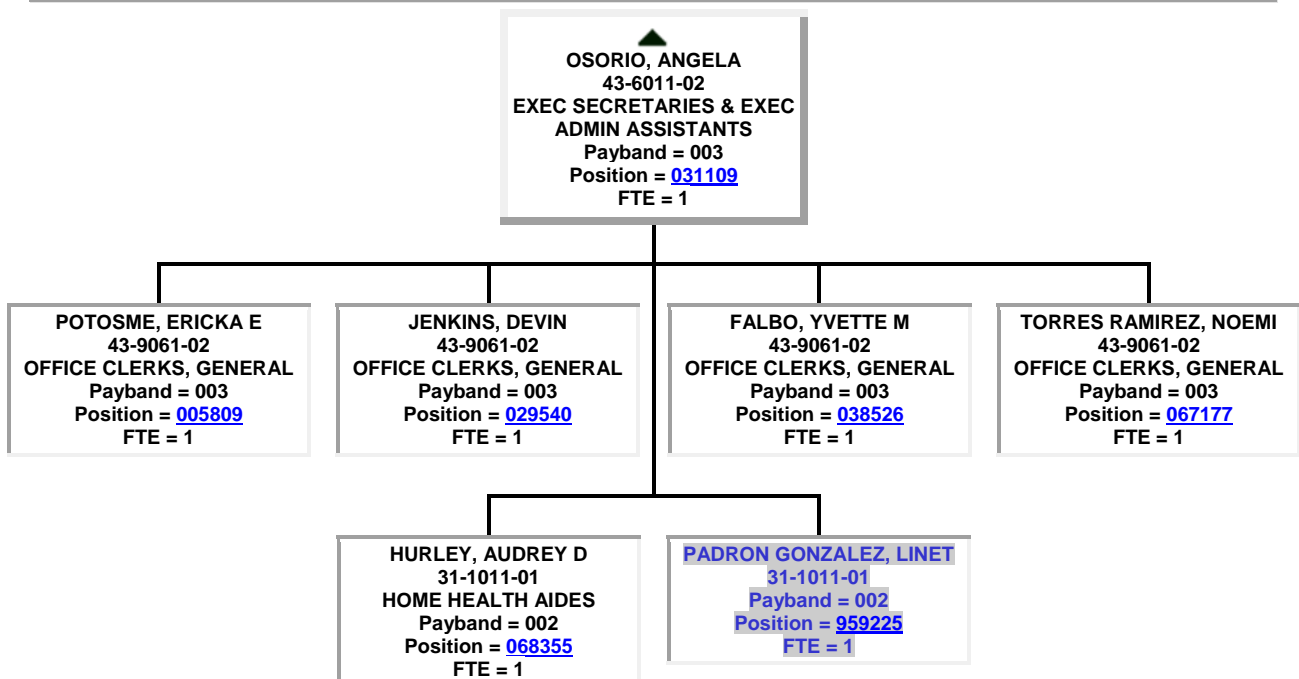 OSORIO, ANGELA
43-6011-02
EXEC SECRETARIES & EXEC
ADMIN ASSISTANTS
Payband = 003
Position = 031109
FTE = 1
POTOSME, ERICKA E
43-9061-02
OFFICE CLERKS, GENERAL
Payband = 003
Position = 005809
FTE = 1
JENKINS, DEVIN
43-9061-02
OFFICE CLERKS, GENERAL
Payband = 003
Position = 029540
FTE = 1
FALBO, YVETTE M
43-9061-02
OFFICE CLERKS, GENERAL
Payband = 003
Position = 038526
FTE = 1
TORRES RAMIREZ, NOEMI
43-9061-02
OFFICE CLERKS, GENERAL
Payband = 003
Position = 067177
FTE = 1
HURLEY, AUDREY D
31-1011-01
HOME HEALTH AIDES
Payband = 002
Position = 068355
FTE = 1
PADRON GONZALEZ, LINET
31-1011-01
Payband = 002
Position = 959225
FTE = 1